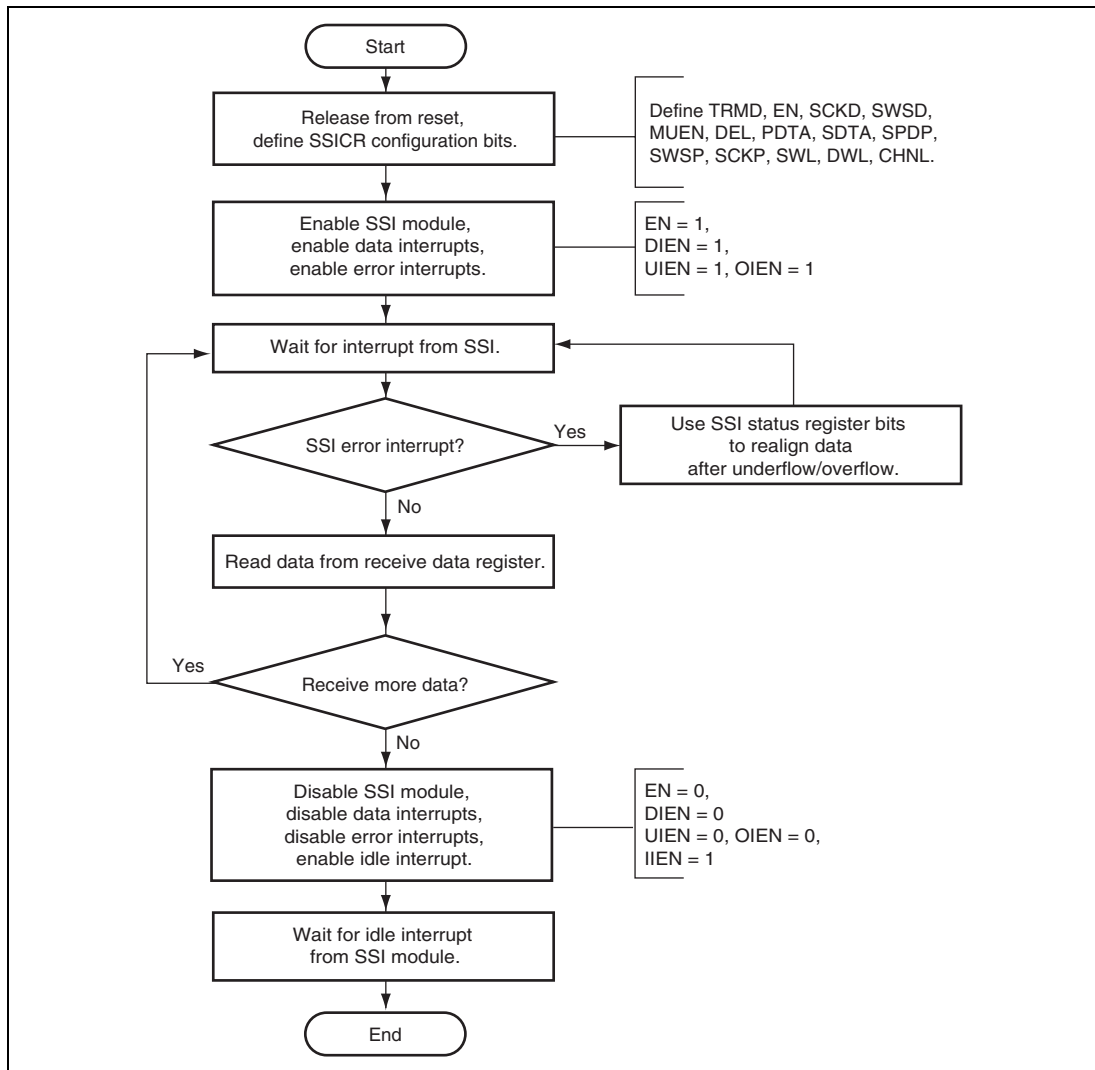 Start
Release from reset,
define SSICR configuration bits.
Define TRMD, EN, SCKD, SWSD,
MUEN, DEL, PDTA, SDTA, SPDP,
SWSP, SCKP, SWL, DWL, CHNL.
Enable SSI module,
enable data interrupts,
enable error interrupts.
EN = 1,
DIEN = 1,
UIEN = 1, OIEN = 1
Wait for interrupt from SSI.
SSI error interrupt?
Yes
Use SSI status register bits
to realign data
after underflow/overflow.
No
Read data from receive data register.
Yes
Receive more data?
No
Disable SSI module,
disable data interrupts,
disable error interrupts,
enable idle interrupt.
EN = 0,
DIEN = 0
UIEN = 0, OIEN = 0,
IIEN = 1
Wait for idle interrupt
from SSI module.
End